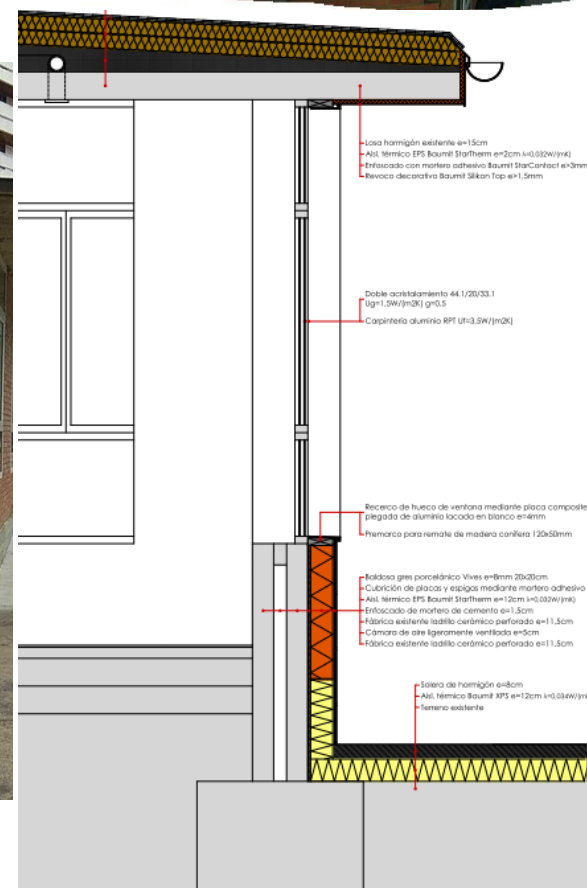 Losa hormigón existente e=15cm
Aisl. térmico EPS Baumit StarTherm e=2cm λ=0,032W/(mK)
Enfoscado con mortero adhesivo Baumit StarContact e>3mm
Revoco decorativo Baumit Silikon Top e>1,5mm
Doble acristalamiento 44.1/20/33.1
Ug=1,5W/(m2K) g=0,5
Carpintería aluminio RPT Uf=3,5W/(m2K)
Recerco de hueco de ventana mediante placa composite
plegada de aluminio lacada en blanco e=4mm
Premarco para remate de madera conífera 120x50mm
Baldosa gres porcelánico Vives e=8mm 20x20cm
Cubrición de placas y espigas mediante mortero adhesivo
Aisl. térmico EPS Baumit StarTherm e=12cm λ=0,032W/(mK)
Enfoscado de mortero de cemento e=1,5cm
Fábrica existente ladrillo cerámico perforado e=11,5cm
Cámara de aire ligeramente ventilada e=5cm
Fábrica existente ladrillo cerámico perforado e=11,5cm
Solera de hormigón e=8cm
Aisl. térmico Baumit XPS e=12cm λ=0,034W/(mK)
Terreno existente